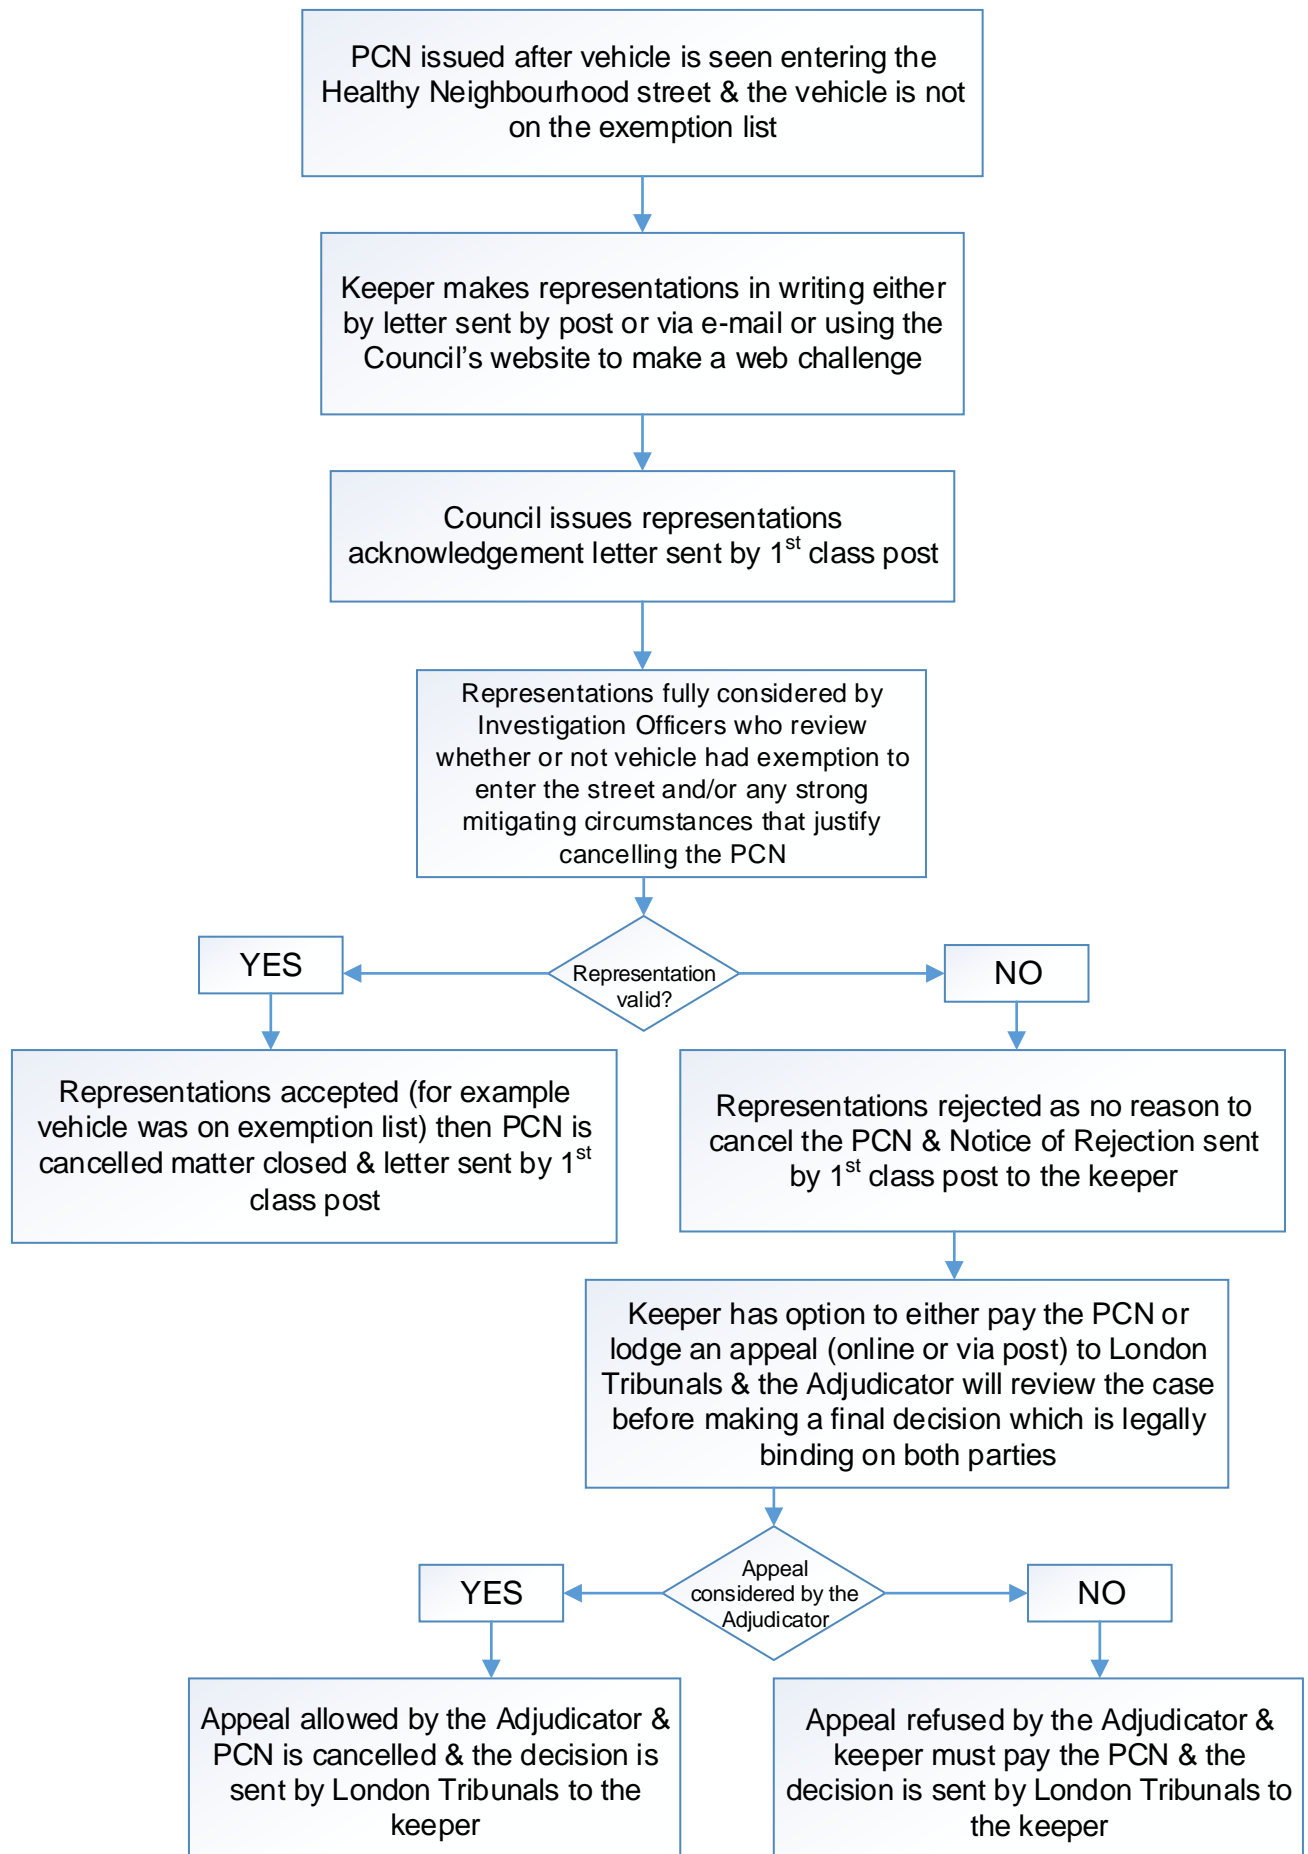 PCN issued after vehicle is seen entering the
Healthy Neighbourhood street & the vehicle is not
on the exemption list
Keeper makes representations in writing either
by letter sent by post or via e-mail or using the
Council’s website to make a web challenge
Council issues representations
acknowledgement letter sent by 1st class post
Representations fully considered by
Investigation Officers who review
whether or not vehicle had exemption to
enter the street and/or any strong
mitigating circumstances that justify
cancelling the PCN
Representation
valid?
YES
NO
Representations accepted (for example
vehicle was on exemption list) then PCN is
cancelled matter closed & letter sent by 1st
class post
Representations rejected as no reason to
cancel the PCN & Notice of Rejection sent
by 1st class post to the keeper
Keeper has option to either pay the PCN or
lodge an appeal (online or via post) to London
Tribunals & the Adjudicator will review the case
before making a final decision which is legally
binding on both parties
Appeal
considered by the
Adjudicator
YES
NO
Appeal allowed by the Adjudicator &
PCN is cancelled & the decision is
sent by London Tribunals to the
keeper
Appeal refused by the Adjudicator &
keeper must pay the PCN & the
decision is sent by London Tribunals to
the keeper